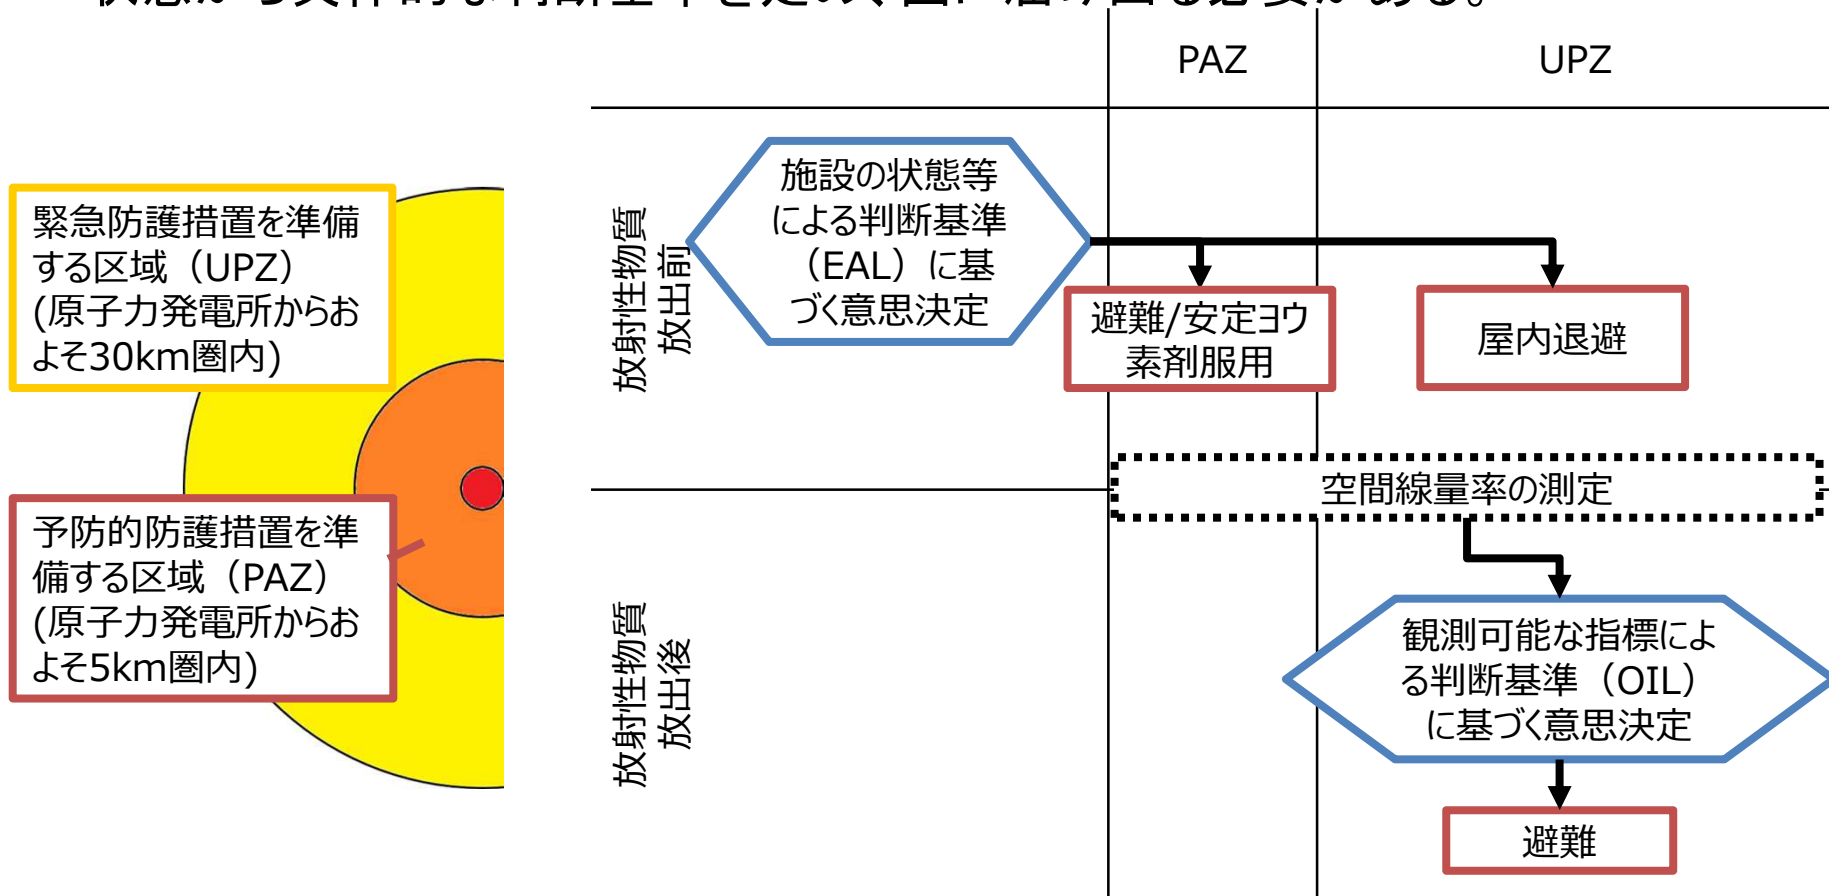 PAZ
UPZ
緊急防護措置を準備
する区域（UPZ）
(原子力発電所からお
よそ30km圏内)
予防的防護措置を準
備する区域（PAZ）
(原子力発電所からお
よそ5km圏内)
放射性物質
放出前
施設の状態等
による判断基準
（EAL）に基
づく意思決定
避難/安定ヨウ
素剤服用
屋内退避
空間線量率の測定
放射性物質
放出後
観測可能な指標によ
る判断基準（OIL）
に基づく意思決定
避難